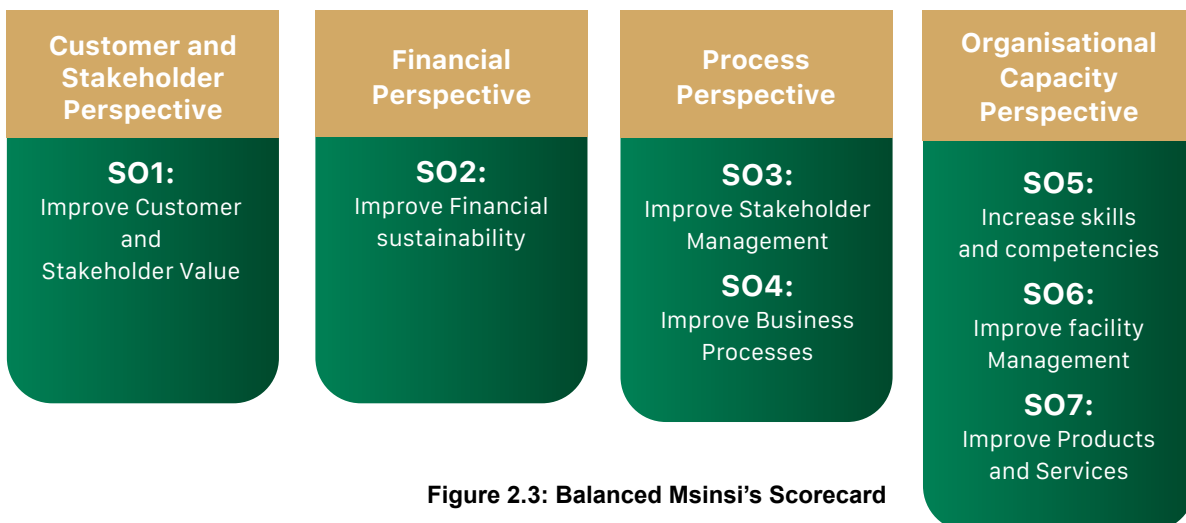 Customer and
Stakeholder
Perspective
SO1:
Improve Customer
and
Stakeholder Value
Financial
Perspective
SO2:
Improve Financial
sustainability
Process
Perspective
SO3:
Improve Stakeholder
Management
SO4:
Improve Business
Processes
Organisational
Capacity
Perspective
SO5:
Increase skills
and competencies
SO6:
Improve facility
Management
SO7:
Improve Products
and Services
Figure 2.3: Balanced Msinsi's Scorecard